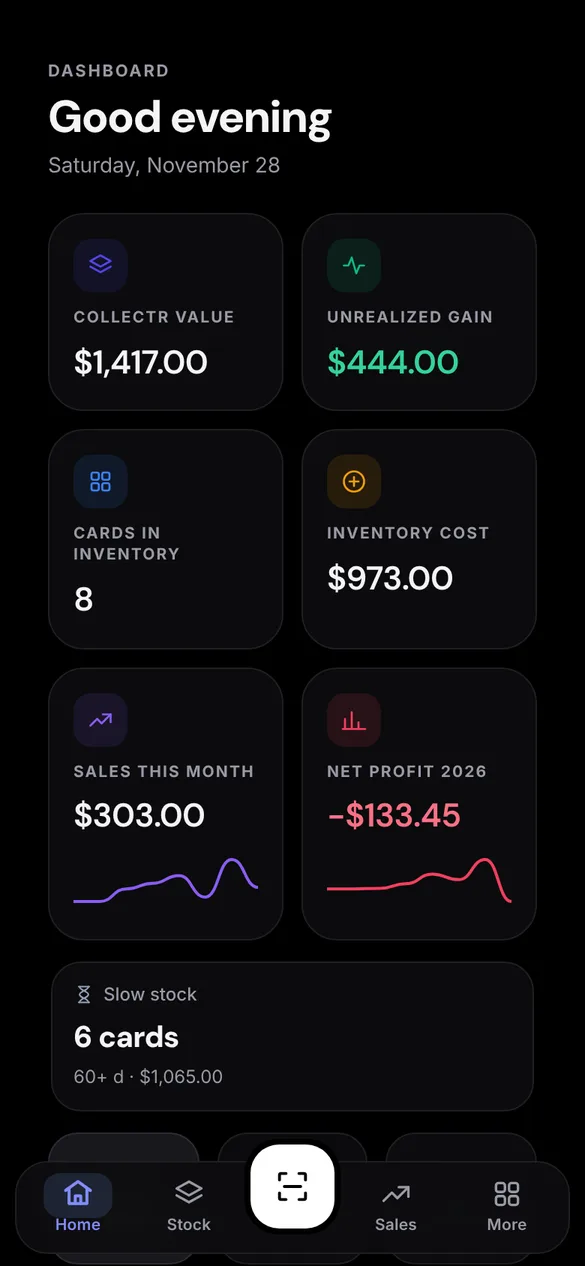 DASHBOARD
Good evening
Saturday, November 28
COLLECTR VALUE
$1,417.00
UNREALIZED GAIN
$444.00
CARDS IN
INVENTORY
8
INVENTORY COST
$973.00
SALES THIS MONTH
$303.00
NET PROFIT 2026
−$133.45
Slow stock
6 cards
60+ d · $1,065.00
Home
Stock
Sales
More